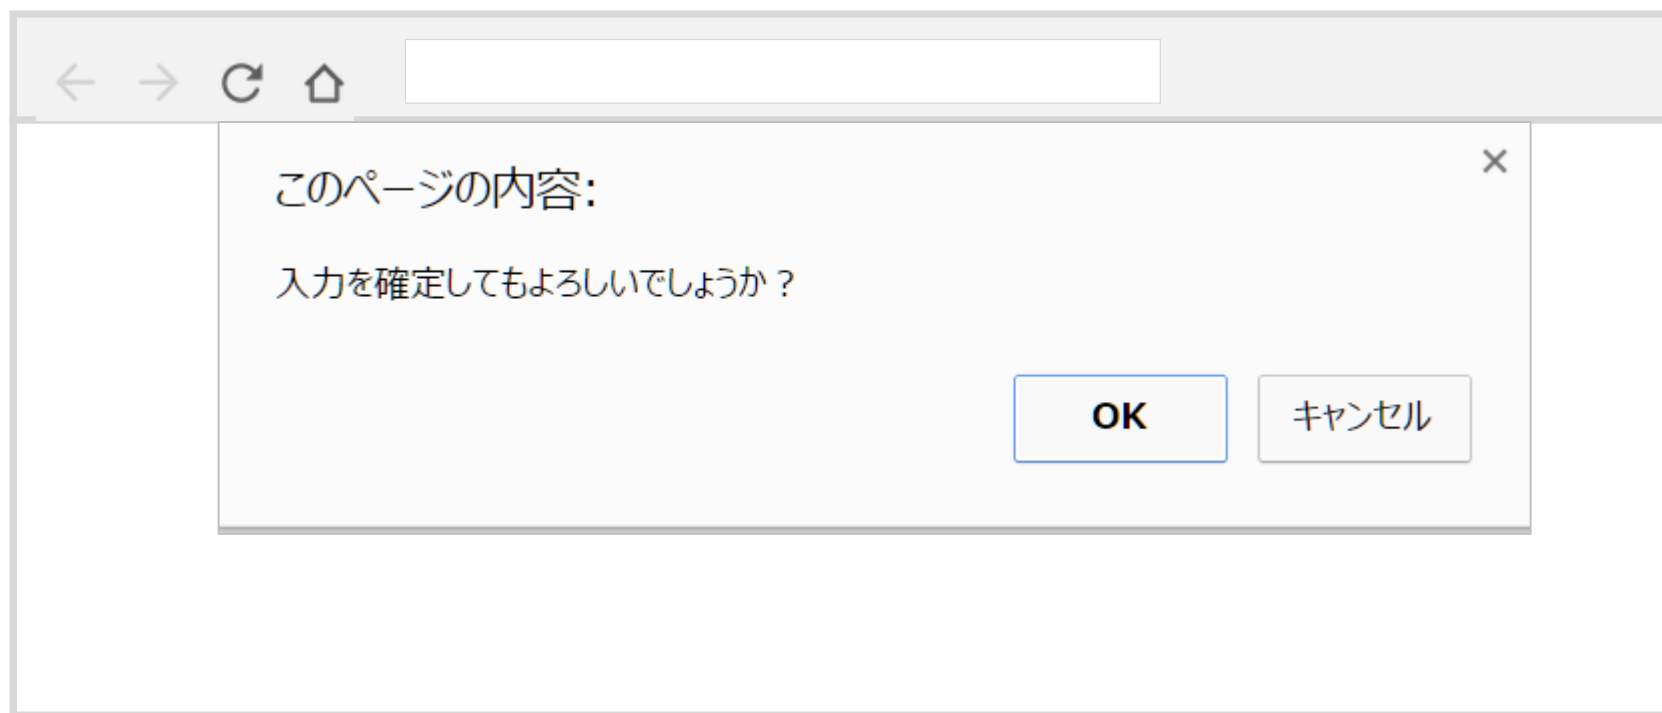 このページの内容:
入力を確定してもよろしいでしょうか？
OK
キャンセル